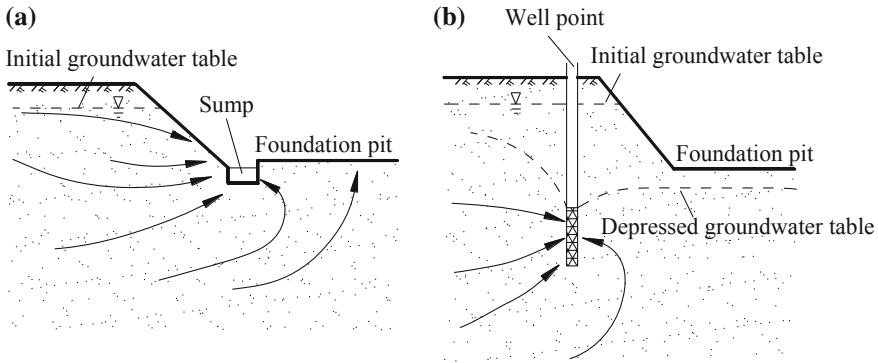 (a)
Initial groundwater table
Sump
Foundation pit
(b)
Well point
Initial groundwater table
Foundation pit
Depressed groundwater table